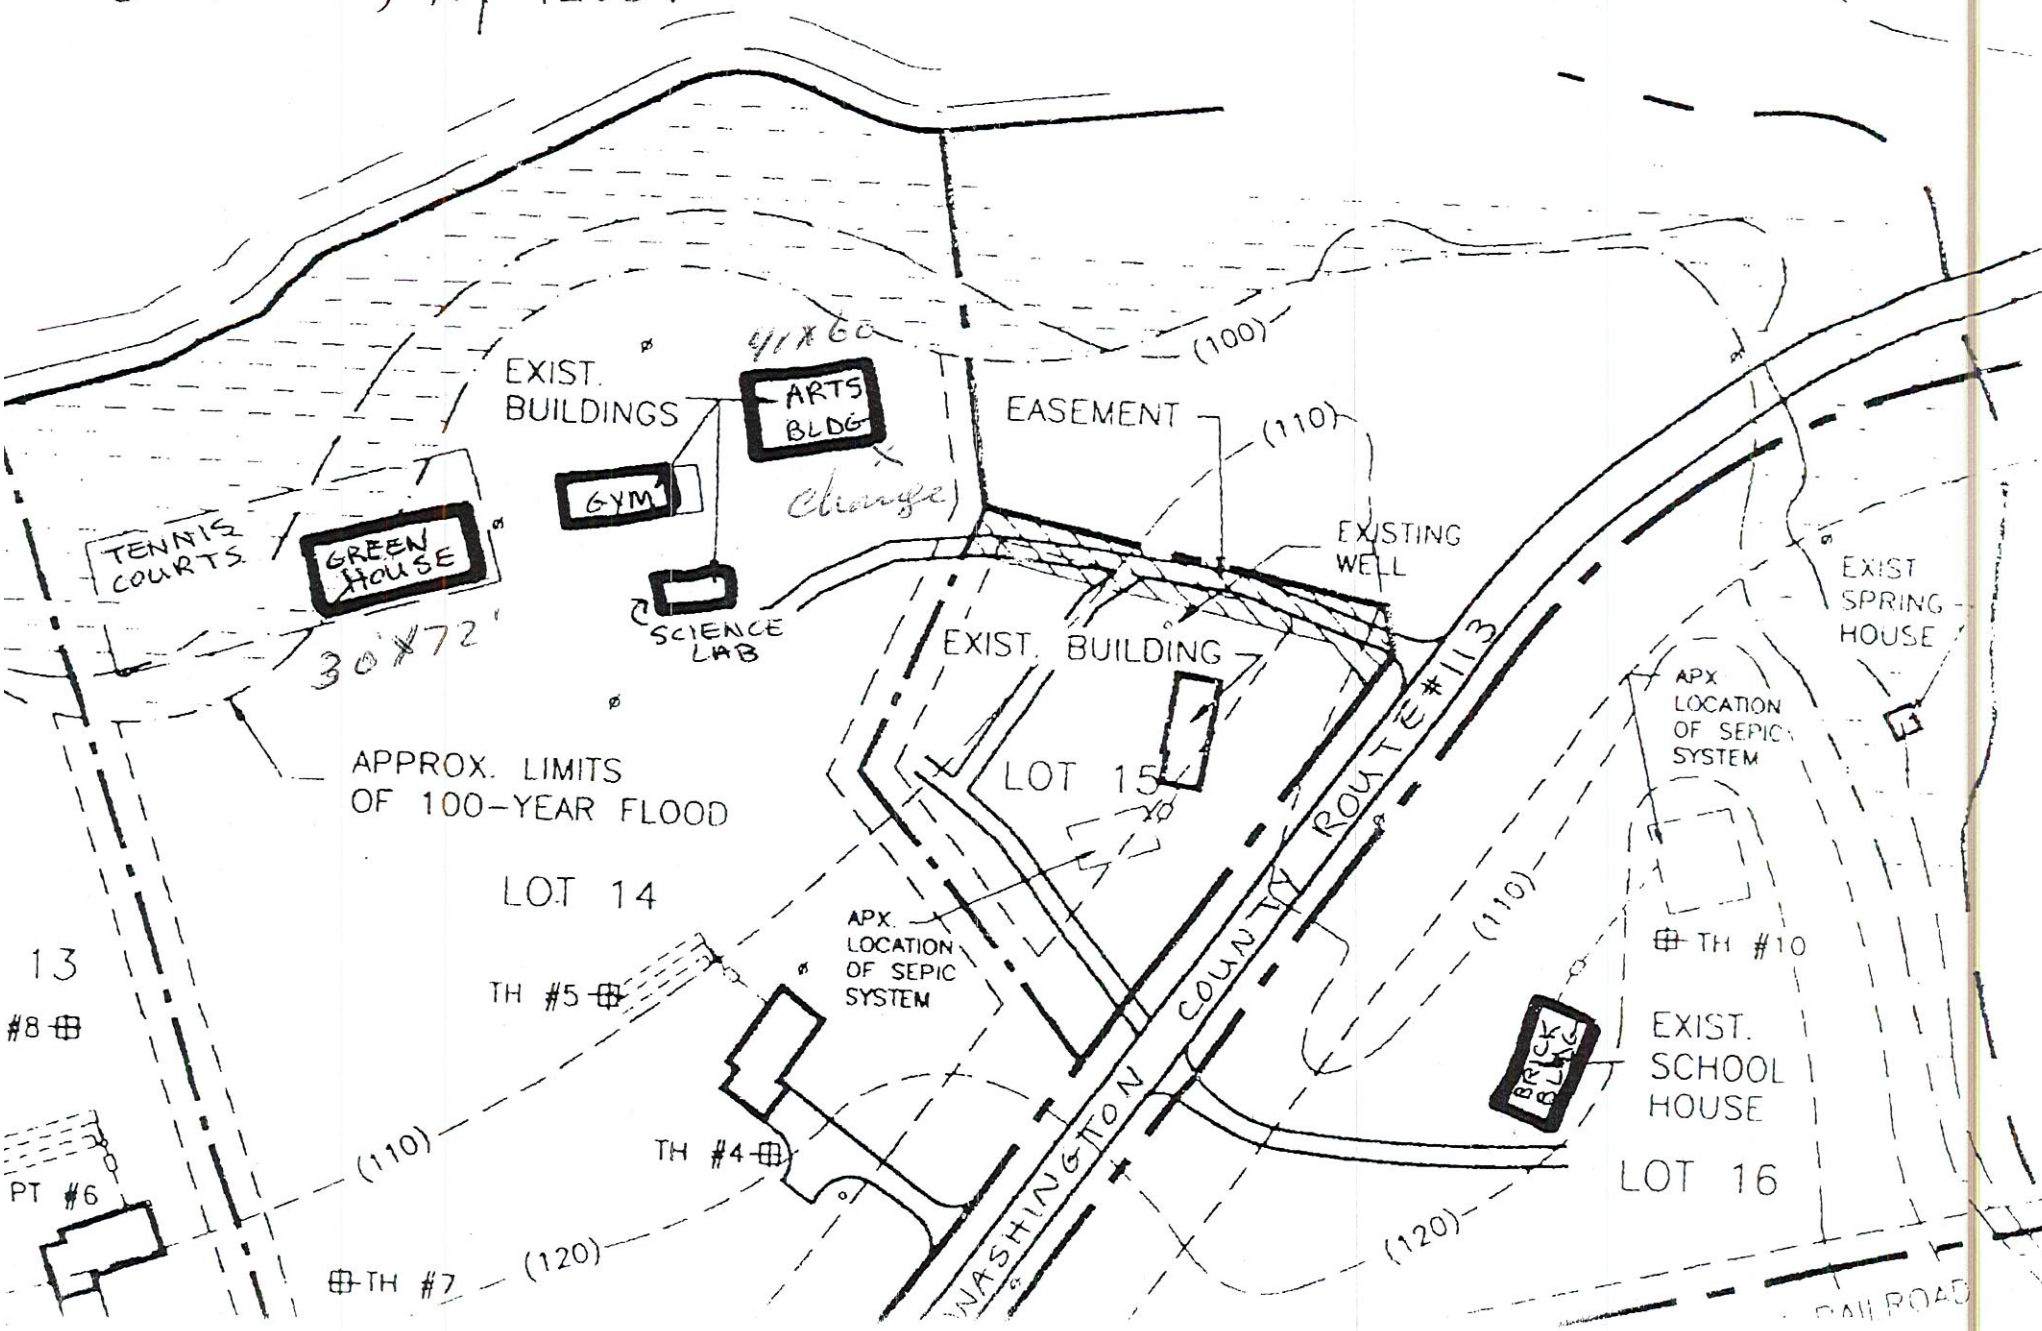 41X60
EXIST.
BUILDINGS
ARTS
BLDG
(100)
EASEMENT
(110)
GYM
change
TENNIS
COURTS
GREEN
HOUSE
30'X72'
EXISTING
WELL
SCIENCE
LAB
EXIST. BUILDING
EXIST
SPRING
HOUSE
APX
LOCATION
OF SEPIC
SYSTEM
APPROX. LIMITS
OF 100-YEAR FLOOD
LOT 15
LOT 14
WASHINGTON COUNTY ROUTE #113
APX.
LOCATION
OF SEPIC
SYSTEM
(110)
TH #10
13
TH #5
#8
BRICK
BLDG
EXIST.
SCHOOL
HOUSE
LOT 16
TH #4
(110)
PT #6
(120)
(120)
TH #7
RAILROAD